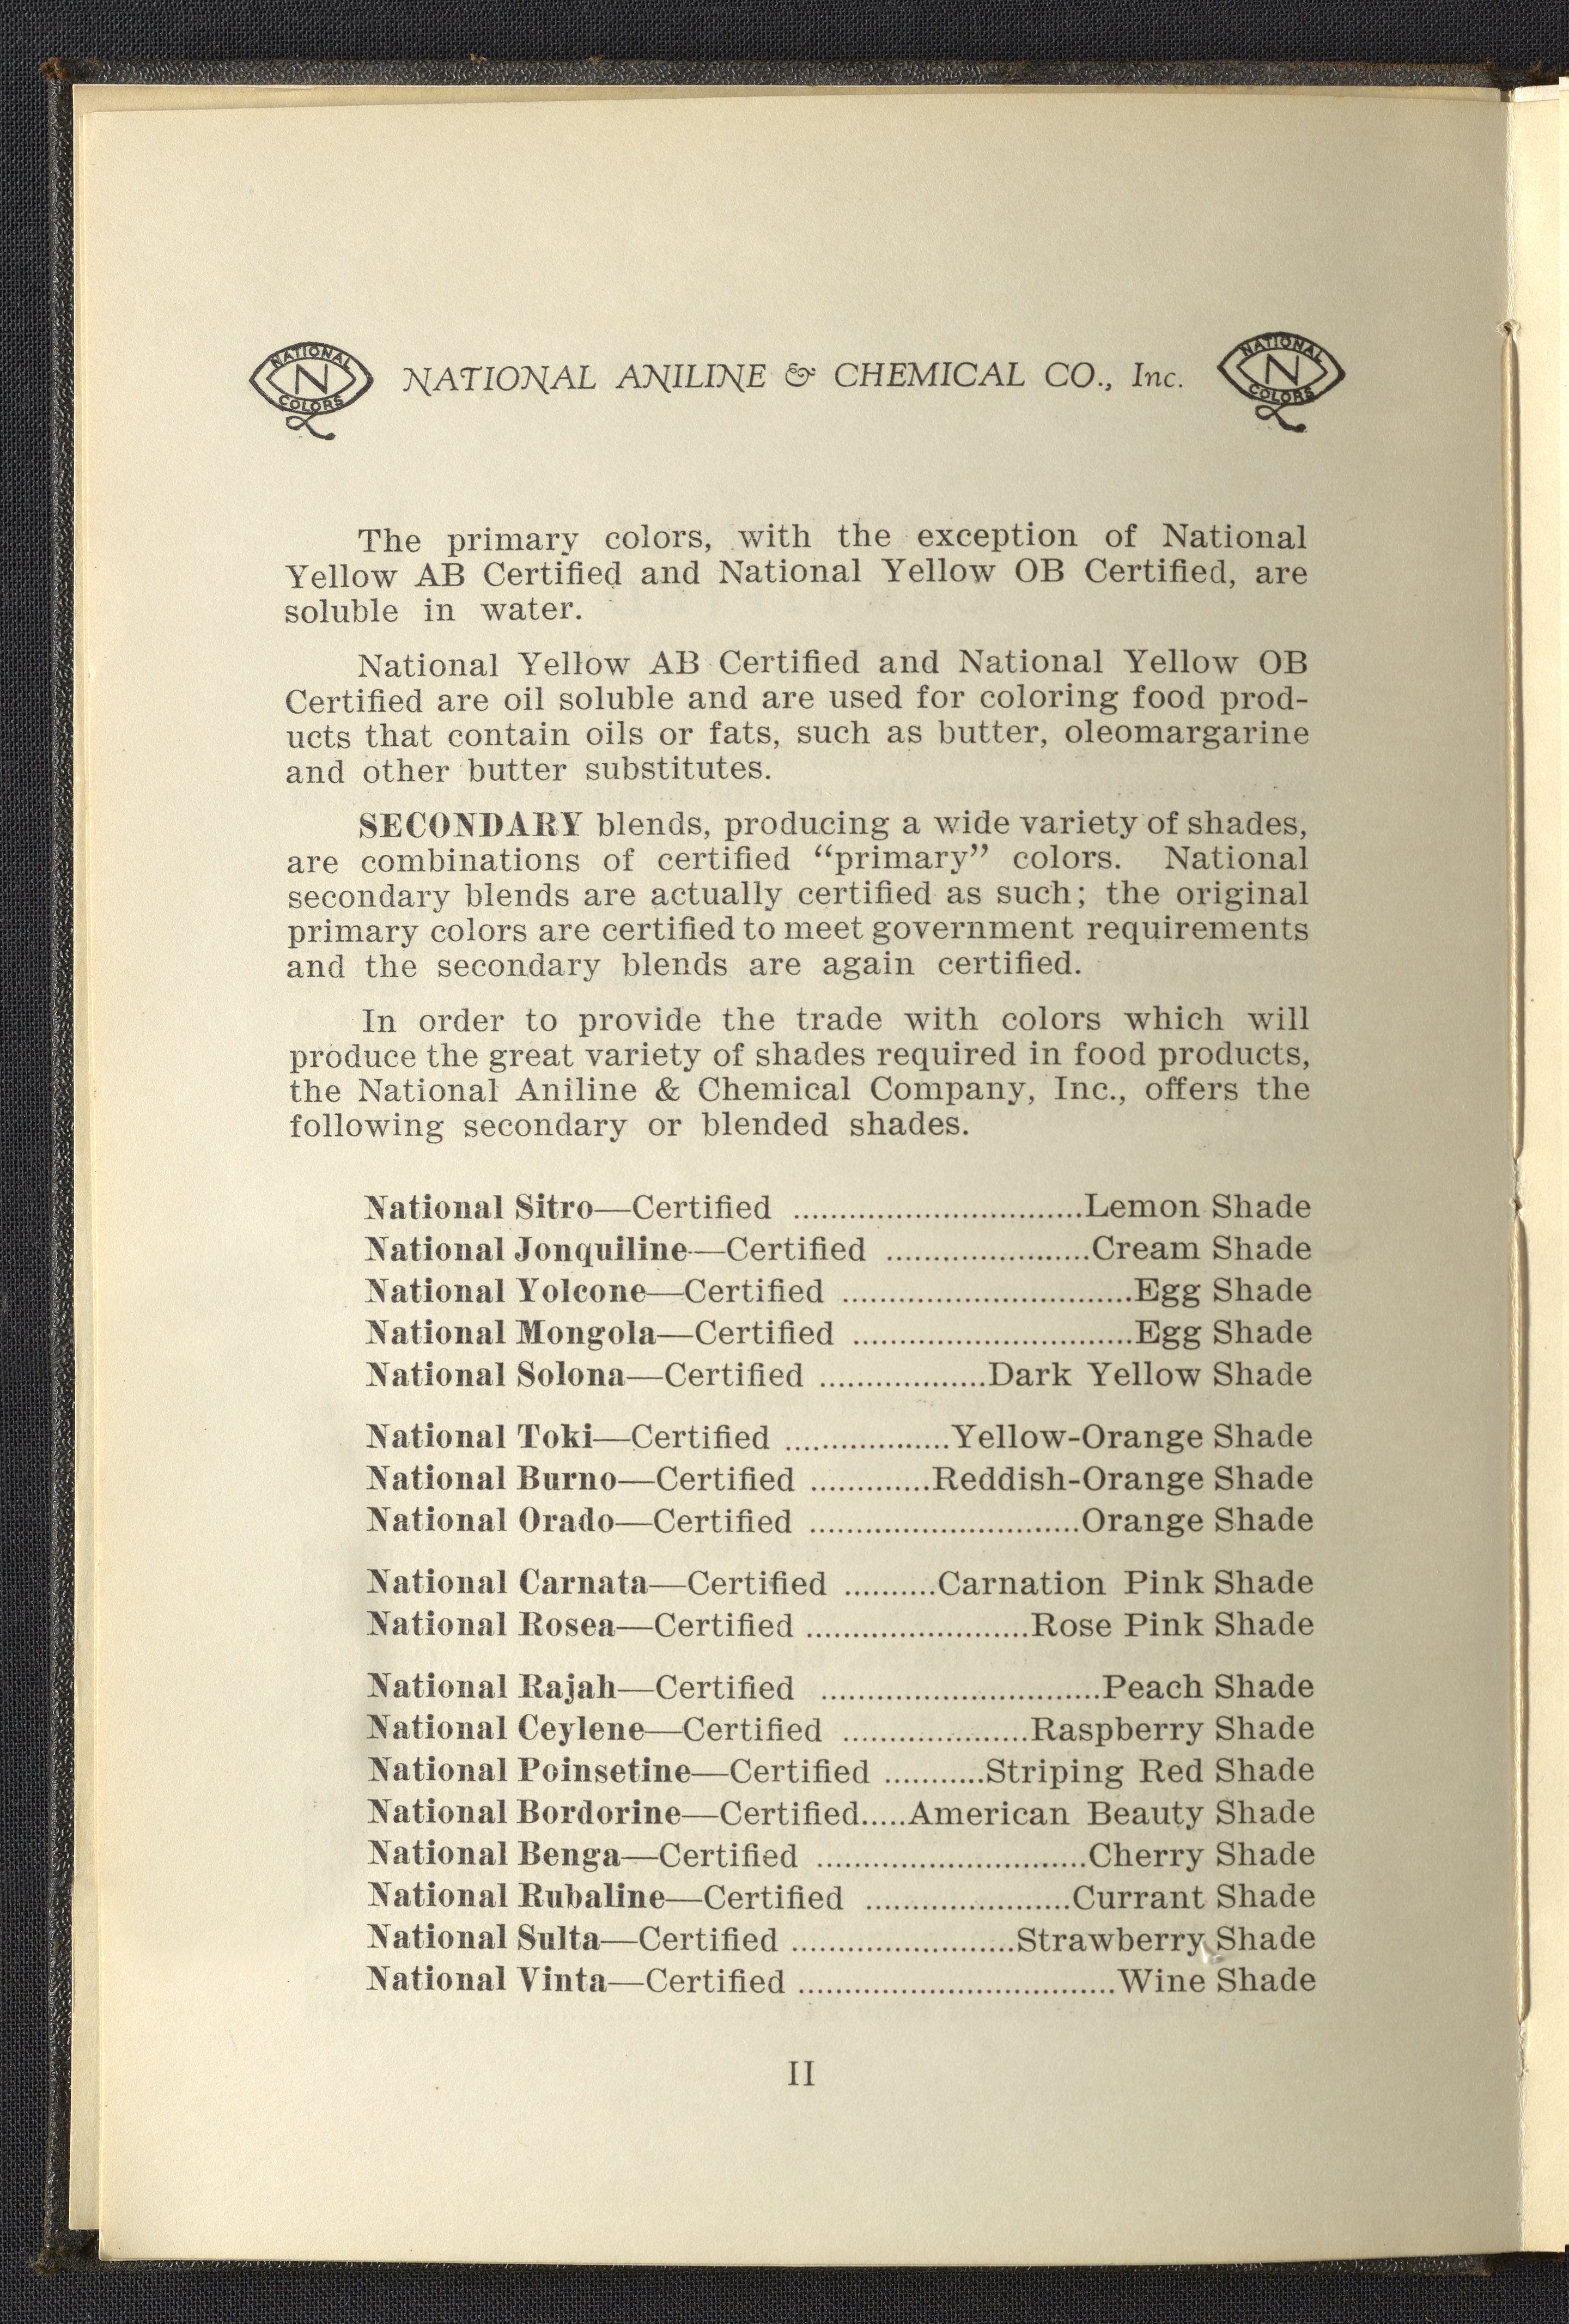 NATIONAL N COLORS NATIONAL ANILINE & CHEMICAL CO., Inc. NATIONAL N COLORS
The primary colors, with the exception of National
Yellow AB Certified and National Yellow OB Certified, are
soluble in water.
National Yellow AB Certified and National Yellow OB
Certified are oil soluble and are used for coloring food prod-
ucts that contain oils or fats, such as butter, oleomargarine
and other butter substitutes.
SECONDARY blends, producing a wide variety of shades,
are combinations of certified “primary” colors. National
secondary blends are actually certified as such; the original
primary colors are certified to meet government requirements
and the secondary blends are again certified.
In order to provide the trade with colors which will
produce the great variety of shades required in food products,
the National Aniline & Chemical Company, Inc., offers the
following secondary or blended shades.
National Sitro—Certified ...............................Lemon Shade
National Jonquiline—Certified ......................Cream Shade
National Yolcone—Certified ...............................Egg Shade
National Mongola—Certified ..............................Egg Shade
National Solona—Certified ..................Dark Yellow Shade
National Toki—Certified ..................Yellow-Orange Shade
National Burno—Certified .............Reddish-Orange Shade
National Orado—Certified .............................Orange Shade
National Carnata—Certified ..........Carnation Pink Shade
National Rosea—Certified ........................Rose Pink Shade
National Rajah—Certified ..............................Peach Shade
National Ceylene—Certified ....................Raspberry Shade
National Poinsetine—Certified ...........Striping Red Shade
National Bordorine—Certified.....American Beauty Shade
National Benga—Certified .............................Cherry Shade
National Rubaline—Certified ......................Currant Shade
National Sulta—Certified ........................Strawberry Shade
National Vinta—Certified ..................................Wine Shade
II